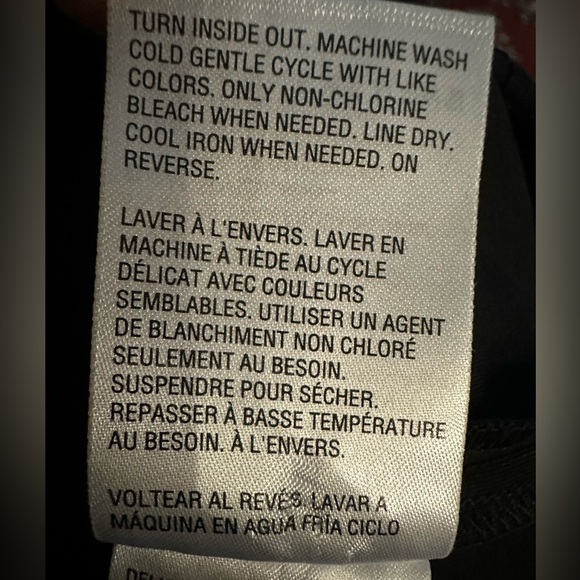 TURN INSIDE OUT. MACHINE WASH
COLD GENTLE CYCLE WITH LIKE
COLORS. ONLY NON-CHLORINE
BLEACH WHEN NEEDED. LINE DRY.
COOL IRON WHEN NEEDED. ON
REVERSE.
LAVER À L'ENVERS. LAVER EN
MACHINE À TIÈDE AU CYCLE
DÉLICAT AVEC COULEURS
SEMBLABLES. UTILISER UN AGENT
DE BLANCHIMENT NON CHLORÉ
SEULEMENT AU BESOIN.
SUSPENDRE POUR SÉCHER.
REPASSER À BASSE TEMPÉRATURE
AU BESOIN. À L'ENVERS.
VOLTEAR AL REVÉS. LAVAR A
MÁQUINA EN AGUA FRÍA CICLO